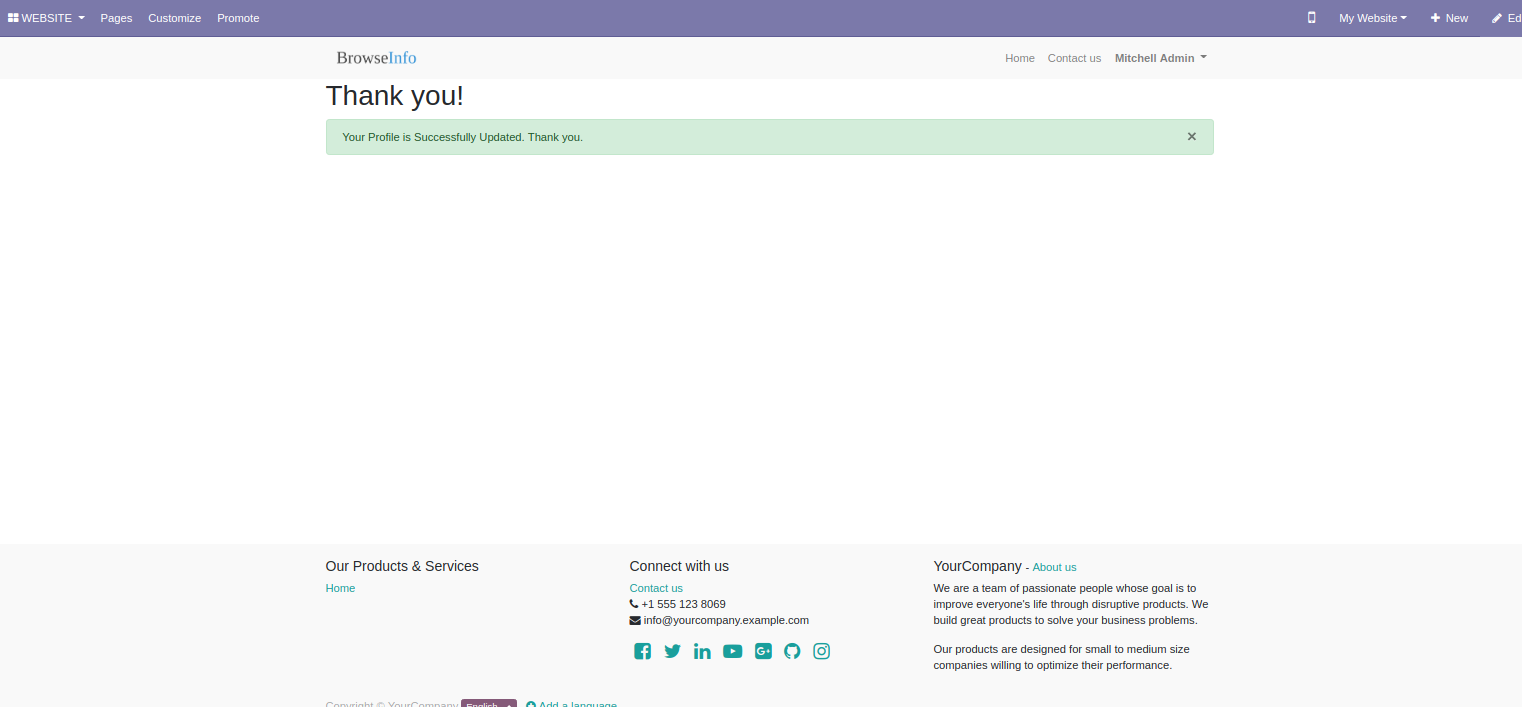 WEBSITE Pages Customize Promote My Website New Ed
BrowseInfo Home Contact us Mitchell Admin
Thank you!
Your Profile is Successfully Updated. Thank you. ×
Our Products & Services
Home
Connect with us
Contact us
+1 555 123 8069
info@yourcompany.example.com
YourCompany - About us
We are a team of passionate people whose goal is to
improve everyone's life through disruptive products. We
build great products to solve your business problems.
Our products are designed for small to medium size
companies willing to optimize their performance.
Copyright © YourCompany English Add a language